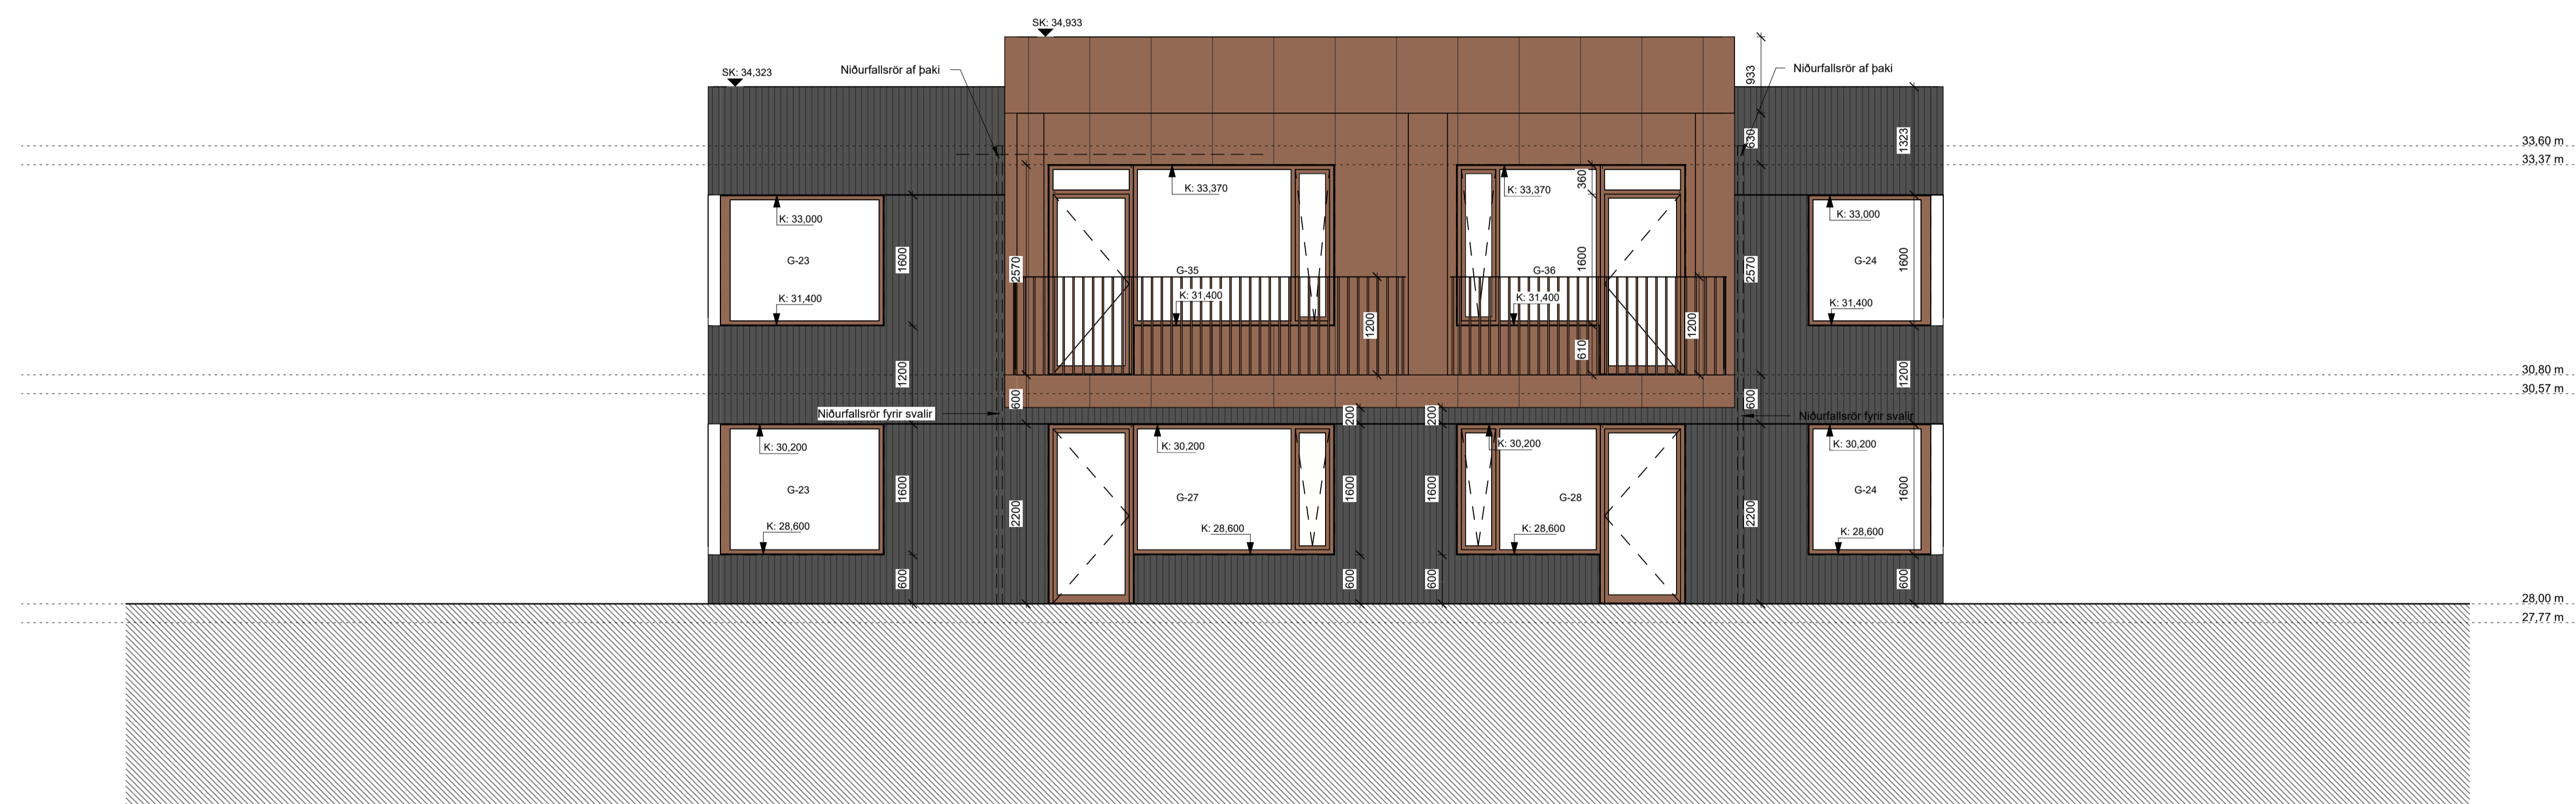 SK: 34,933
SK: 34,323
Niðurfallsrör af þaki
Niðurfallsrör af þaki
933
630
1323
33,60 m
33,37 m
K: 33,370
K: 33,370
360
K: 33,000
K: 33,000
G-23
1600
2570
G-35
1600
G-36
2570
G-24
1600
K: 31,400
K: 31,400
K: 31,400
K: 31,400
1200
1200
610
1200
1200
30,80 m
30,57 m
600
600
Niðurfallsrör fyrir svalir
200
200
Niðurfallsrör fyrir svalir
K: 30,200
K: 30,200
K: 30,200
K: 30,200
G-23
1600
2200
G-27
1600
1600
G-28
2200
G-24
1600
K: 28,600
K: 28,600
K: 28,600
K: 28,600
600
600
600
600
28,00 m
27,77 m